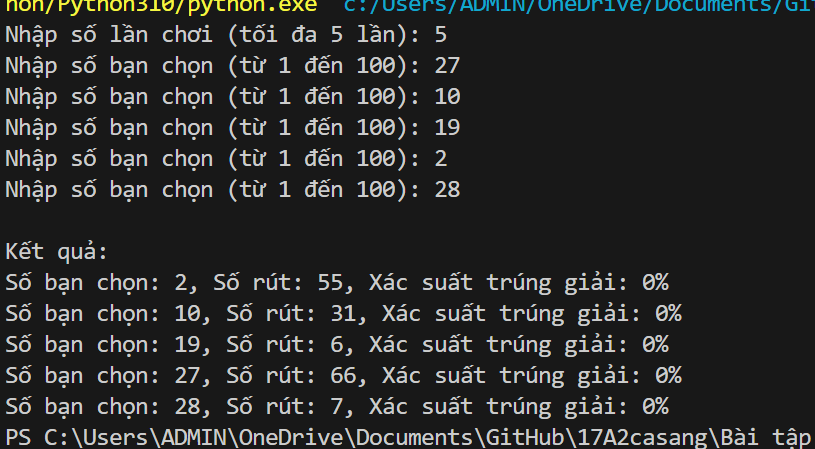 hon/Python310/python.exe c:/Users/ADMIN/OneDrive/Documents/Git
Nhập số lần chơi (tối đa 5 lần): 5
Nhập số bạn chọn (từ 1 đến 100): 27
Nhập số bạn chọn (từ 1 đến 100): 10
Nhập số bạn chọn (từ 1 đến 100): 19
Nhập số bạn chọn (từ 1 đến 100): 2
Nhập số bạn chọn (từ 1 đến 100): 28
Kết quả:
Số bạn chọn: 2, Số rút: 55, Xác suất trúng giải: 0%
Số bạn chọn: 10, Số rút: 31, Xác suất trúng giải: 0%
Số bạn chọn: 19, Số rút: 6, Xác suất trúng giải: 0%
Số bạn chọn: 27, Số rút: 66, Xác suất trúng giải: 0%
Số bạn chọn: 28, Số rút: 7, Xác suất trúng giải: 0%
PS C:\Users\ADMIN\OneDrive\Documents\GitHub\17A2casang\Bài tập